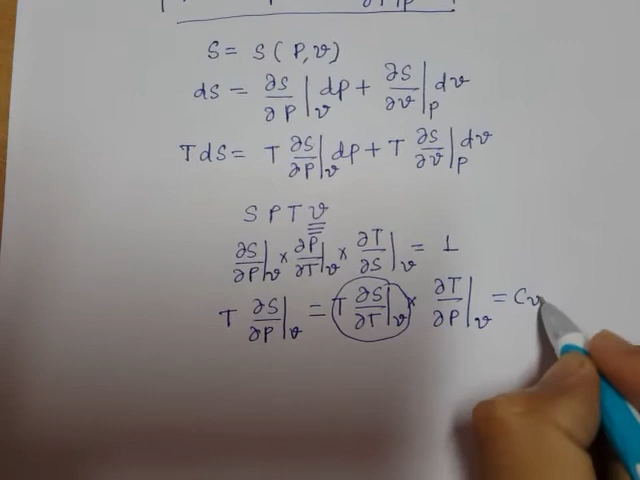 ∂T|p
S = S(P,v)
dS = ∂S/∂P|v dP + ∂S/∂v|p dv
TdS = T ∂S/∂P|v dP + T ∂S/∂v|p dv
S P T v
∂S/∂P|v × ∂P/∂T|v × ∂T/∂S|v = 1
T ∂S/∂P|v = T ∂S/∂T|v × ∂T/∂P|v = Cv